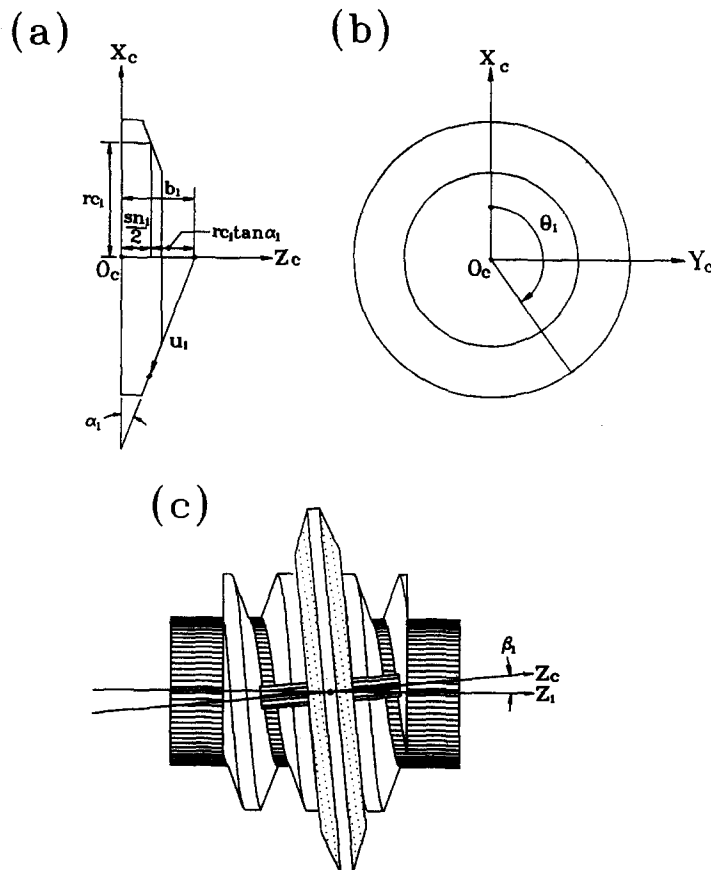 (a)
(b)
Xc
Xc
rc₁
b₁
sn₁/2
rc₁tanα₁
θ₁
Oc
Zc
Oc
Yc
u₁
α₁
(c)
β₁
Zc
Z₁